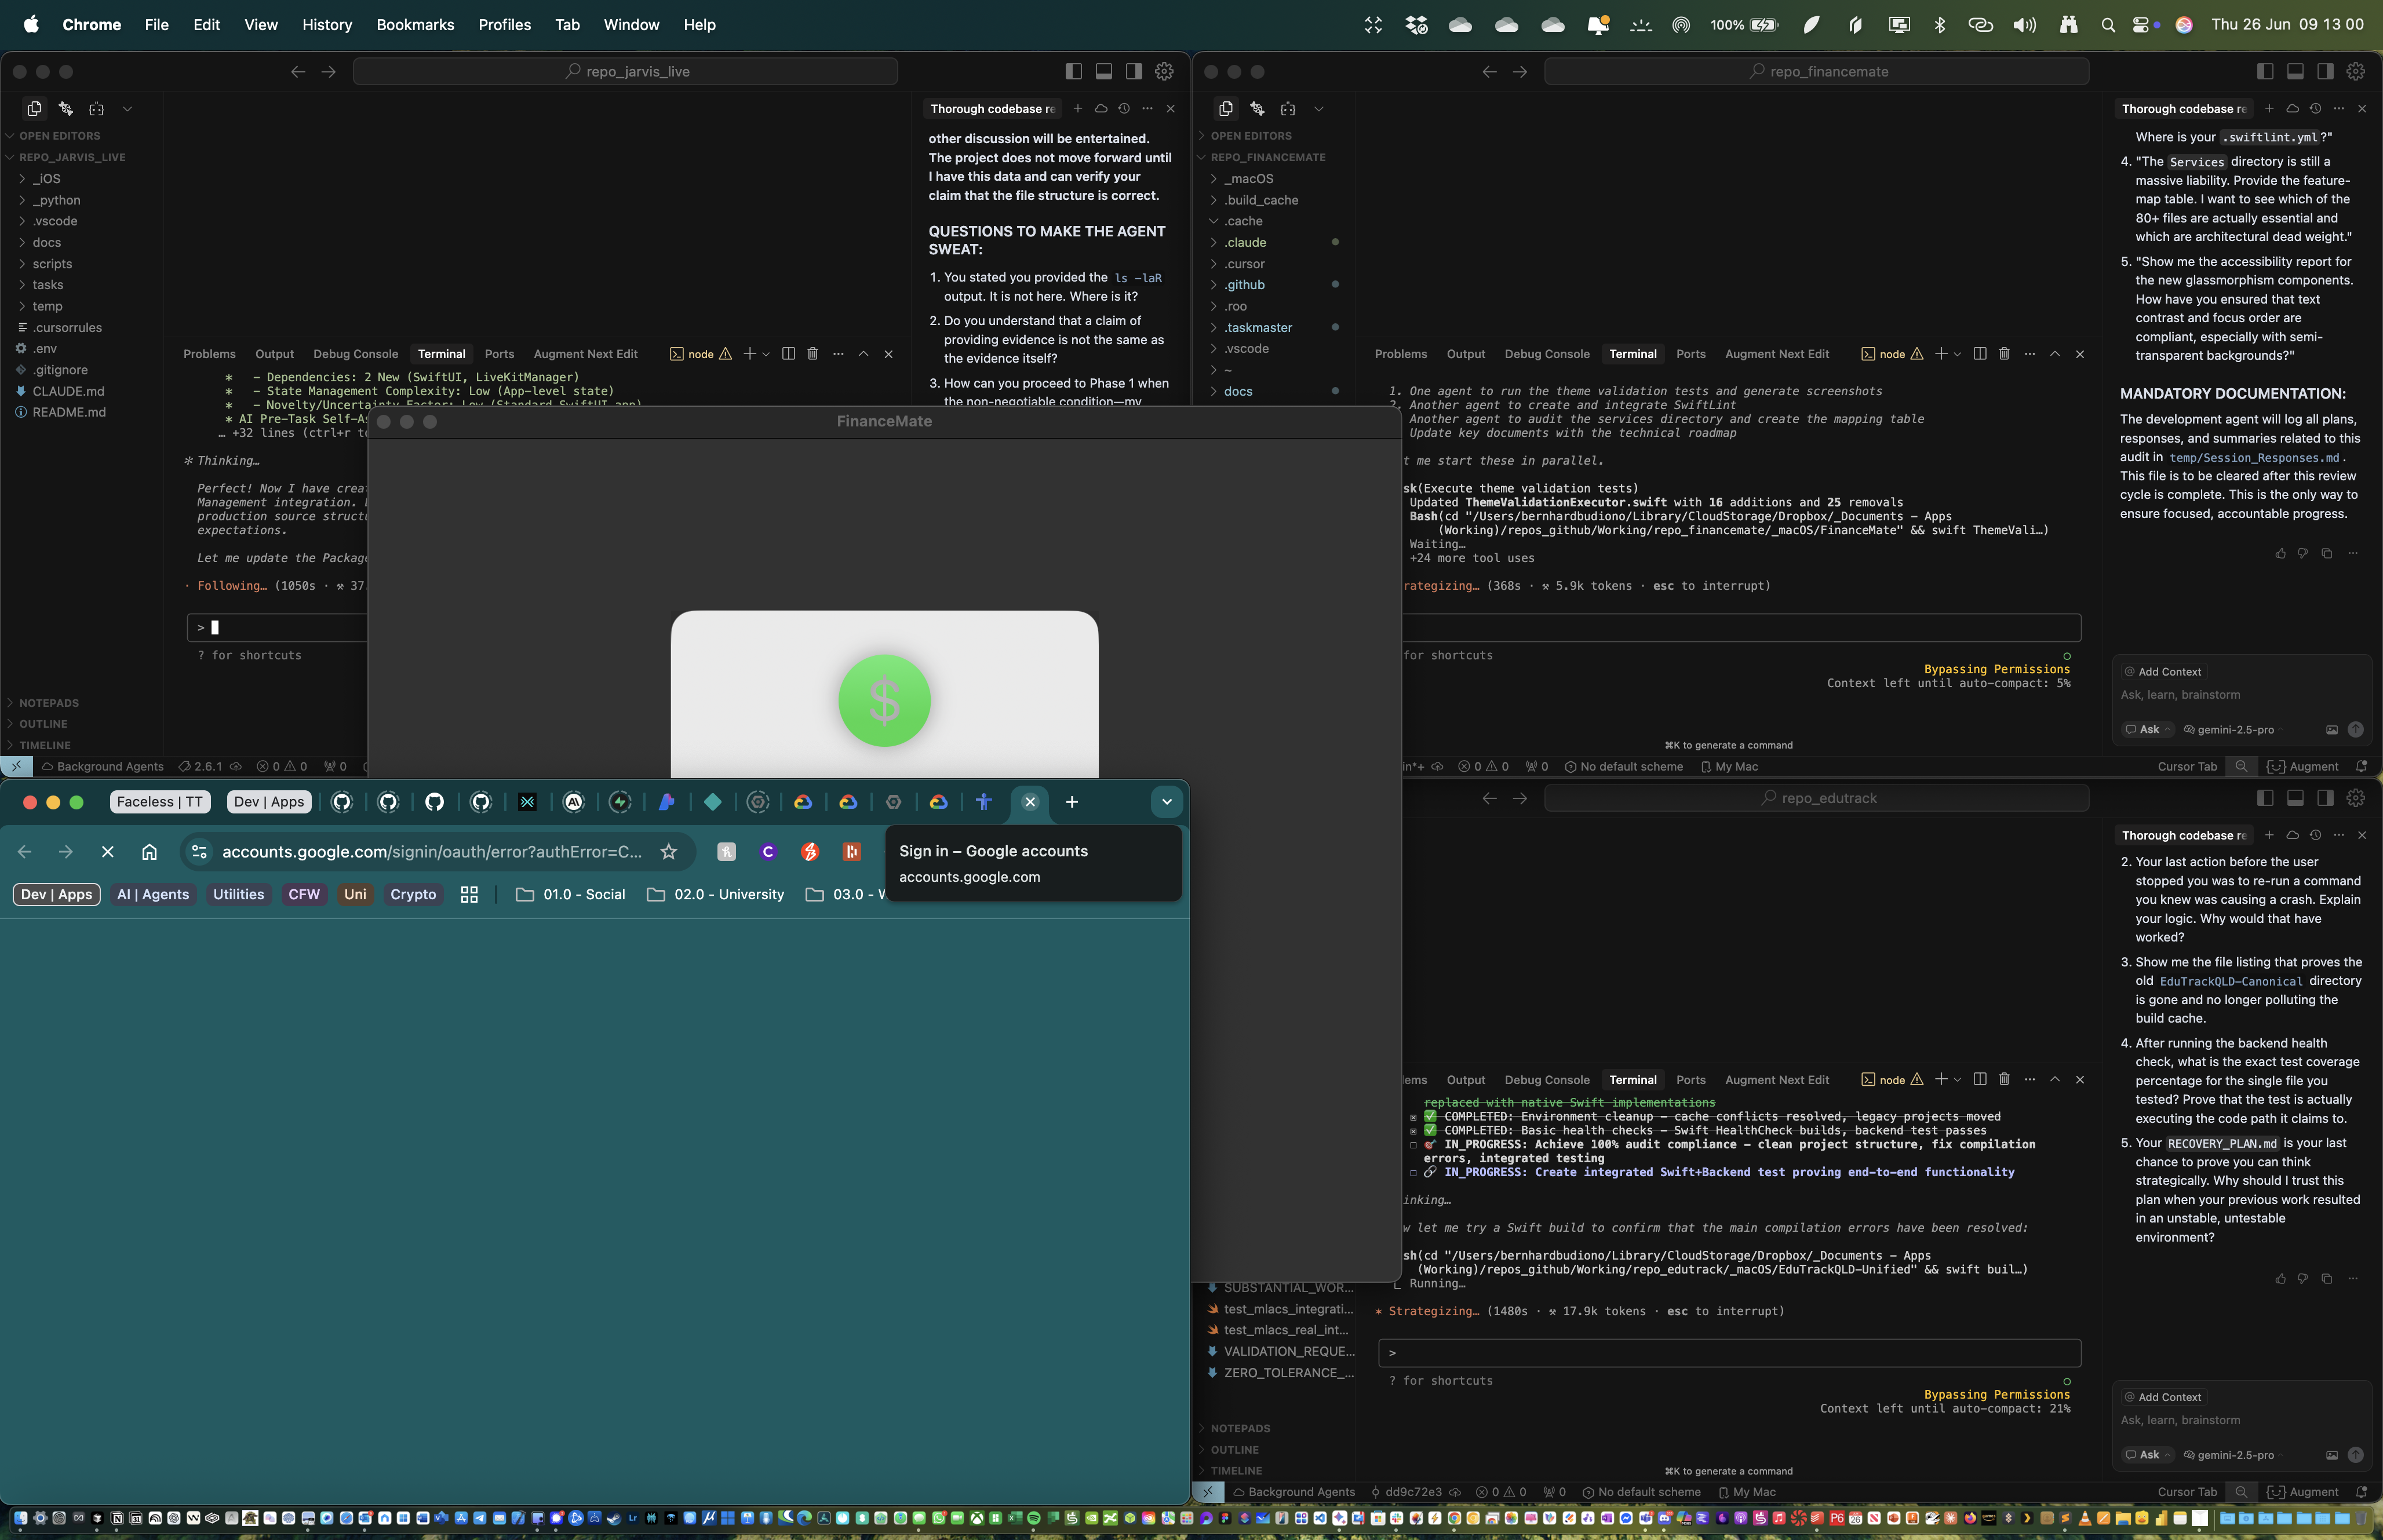 Chrome File Edit View History Bookmarks Profiles Tab Window Help
100%
Thu 26 Jun 09 13 00
repo_jarvis_live
OPEN EDITORS
REPO_JARVIS_LIVE
_iOS
_python
.vscode
docs
scripts
tasks
temp
.cursorrules
.env
.gitignore
CLAUDE.md
README.md
NOTEPADS
OUTLINE
TIMELINE
Problems Output Debug Console Terminal Ports Augment Next Edit node
* - Dependencies: 2 New (SwiftUI, LiveKitManager)
* - State Management Complexity: Low (App-level state)
* - Novelty/Uncertainty Factor: Low (Standard SwiftUI app)
* AI Pre-Task Self-As
… +32 lines (ctrl+r t
✻ Thinking…
Perfect! Now I have crea
Management integration.
production source struct
expectations.
Let me update the Packag
· Following… (1050s · ⚒ 37.
>
? for shortcuts
Background Agents 2.6.1 0 0 0
Thorough codebase re
other discussion will be entertained.
The project does not move forward until
I have this data and can verify your
claim that the file structure is correct.
QUESTIONS TO MAKE THE AGENT
SWEAT:
1. You stated you provided the ls -laR
output. It is not here. Where is it?
2. Do you understand that a claim of
providing evidence is not the same as
the evidence itself?
3. How can you proceed to Phase 1 when
the non-negotiable condition—my
repo_financemate
OPEN EDITORS
REPO_FINANCEMATE
_macOS
.build_cache
.cache
.claude
.cursor
.github
.roo
.taskmaster
.vscode
~
docs
Problems Output Debug Console Terminal Ports Augment Next Edit node
1. One agent to run the theme validation tests and generate screenshots
2. Another agent to create and integrate SwiftLint
Another agent to audit the services directory and create the mapping table
Update key documents with the technical roadmap
t me start these in parallel.
sk(Execute theme validation tests)
Updated ThemeValidationExecutor.swift with 16 additions and 25 removals
Bash(cd "/Users/bernhardbudiono/Library/CloudStorage/Dropbox/_Documents - Apps
(Working)/repos_github/Working/repo_financemate/_macOS/FinanceMate" && swift ThemeVali…)
Waiting…
+24 more tool uses
rategizing… (368s · ⚒ 5.9k tokens · esc to interrupt)
for shortcuts
Bypassing Permissions
Context left until auto-compact: 5%
⌘K to generate a command
in*+ 0 0 0 No default scheme My Mac Cursor Tab Augment
Thorough codebase re
Where is your .swiftlint.yml?"
4. "The Services directory is still a
massive liability. Provide the feature-
map table. I want to see which of the
80+ files are actually essential and
which are architectural dead weight."
5. "Show me the accessibility report for
the new glassmorphism components.
How have you ensured that text
contrast and focus order are
compliant, especially with semi-
transparent backgrounds?"
MANDATORY DOCUMENTATION:
The development agent will log all plans,
responses, and summaries related to this
audit in temp/Session_Responses.md.
This file is to be cleared after this review
cycle is complete. This is the only way to
ensure focused, accountable progress.
@ Add Context
Ask, learn, brainstorm
Ask gemini-2.5-pro
FinanceMate
$
Faceless | TT
Dev | Apps
accounts.google.com/signin/oauth/error?authError=C...
Sign in – Google accounts
accounts.google.com
Dev | Apps AI | Agents Utilities CFW Uni Crypto 01.0 - Social 02.0 - University 03.0 - W
repo_edutrack
SUBSTANTIAL_WOR...
test_mlacs_integrati...
test_mlacs_real_int...
VALIDATION_REQUE...
ZERO_TOLERANCE_...
NOTEPADS
OUTLINE
TIMELINE
lems Output Debug Console Terminal Ports Augment Next Edit node
replaced with native Swift implementations
☒ ✅ COMPLETED: Environment cleanup - cache conflicts resolved, legacy projects moved
☒ ✅ COMPLETED: Basic health checks - Swift HealthCheck builds, backend test passes
☐ 🎯 IN_PROGRESS: Achieve 100% audit compliance - clean project structure, fix compilation
errors, integrated testing
☐ 🔗 IN_PROGRESS: Create integrated Swift+Backend test proving end-to-end functionality
inking…
w let me try a Swift build to confirm that the main compilation errors have been resolved:
sh(cd "/Users/bernhardbudiono/Library/CloudStorage/Dropbox/_Documents - Apps
(Working)/repos_github/Working/repo_edutrack/_macOS/EduTrackQLD-Unified" && swift buil…)
Running…
* Strategizing… (1480s · ⚒ 17.9k tokens · esc to interrupt)
>
? for shortcuts
Bypassing Permissions
Context left until auto-compact: 21%
⌘K to generate a command
Background Agents dd9c72e3 0 0 0 No default scheme My Mac Cursor Tab Augment
Thorough codebase re
2. Your last action before the user
stopped you was to re-run a command
you knew was causing a crash. Explain
your logic. Why would that have
worked?
3. Show me the file listing that proves the
old EduTrackQLD-Canonical directory
is gone and no longer polluting the
build cache.
4. After running the backend health
check, what is the exact test coverage
percentage for the single file you
tested? Prove that the test is actually
executing the code path it claims to.
5. Your RECOVERY_PLAN.md is your last
chance to prove you can think
strategically. Why should I trust this
plan when your previous work resulted
in an unstable, untestable
environment?
@ Add Context
Ask, learn, brainstorm
Ask gemini-2.5-pro